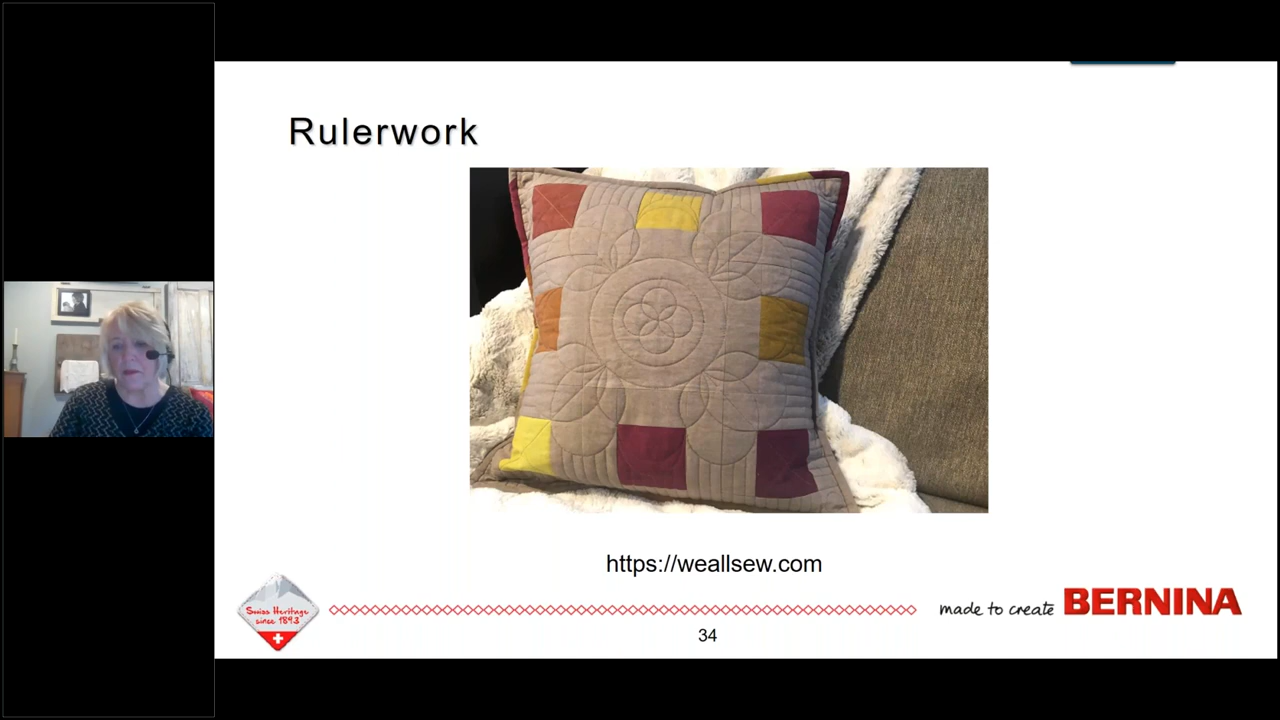 Rulerwork
https://weallsew.com
Swiss Heritage
since 1893
made to create BERNINA
34